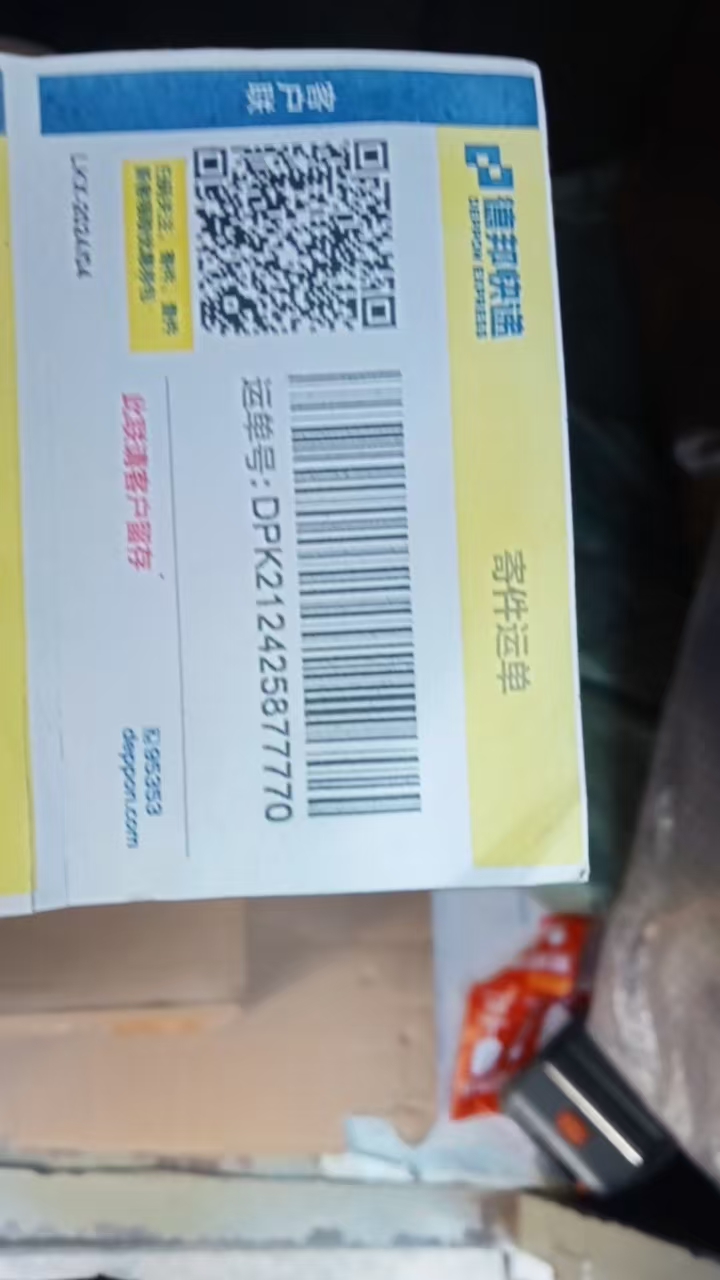 客户联
德邦快递
DEPPON EXPRESS
寄件运单
运单号：DPK212425877770
此联请客户留存
95353
deppon.com